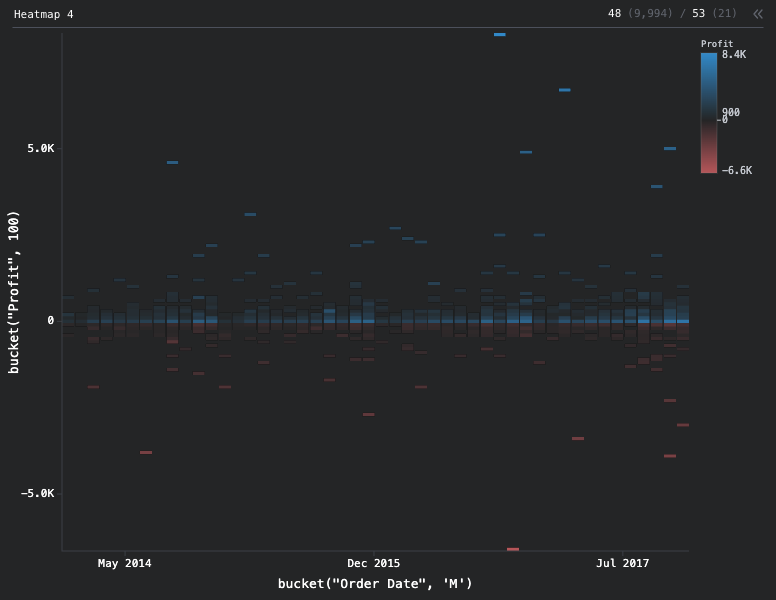 Heatmap 4
48 (9,994) / 53 (21)
Profit
8.4K
900
0
−6.6K
5.0K
0
−5.0K
bucket("Profit", 100)
May 2014
Dec 2015
Jul 2017
bucket("Order Date", 'M')